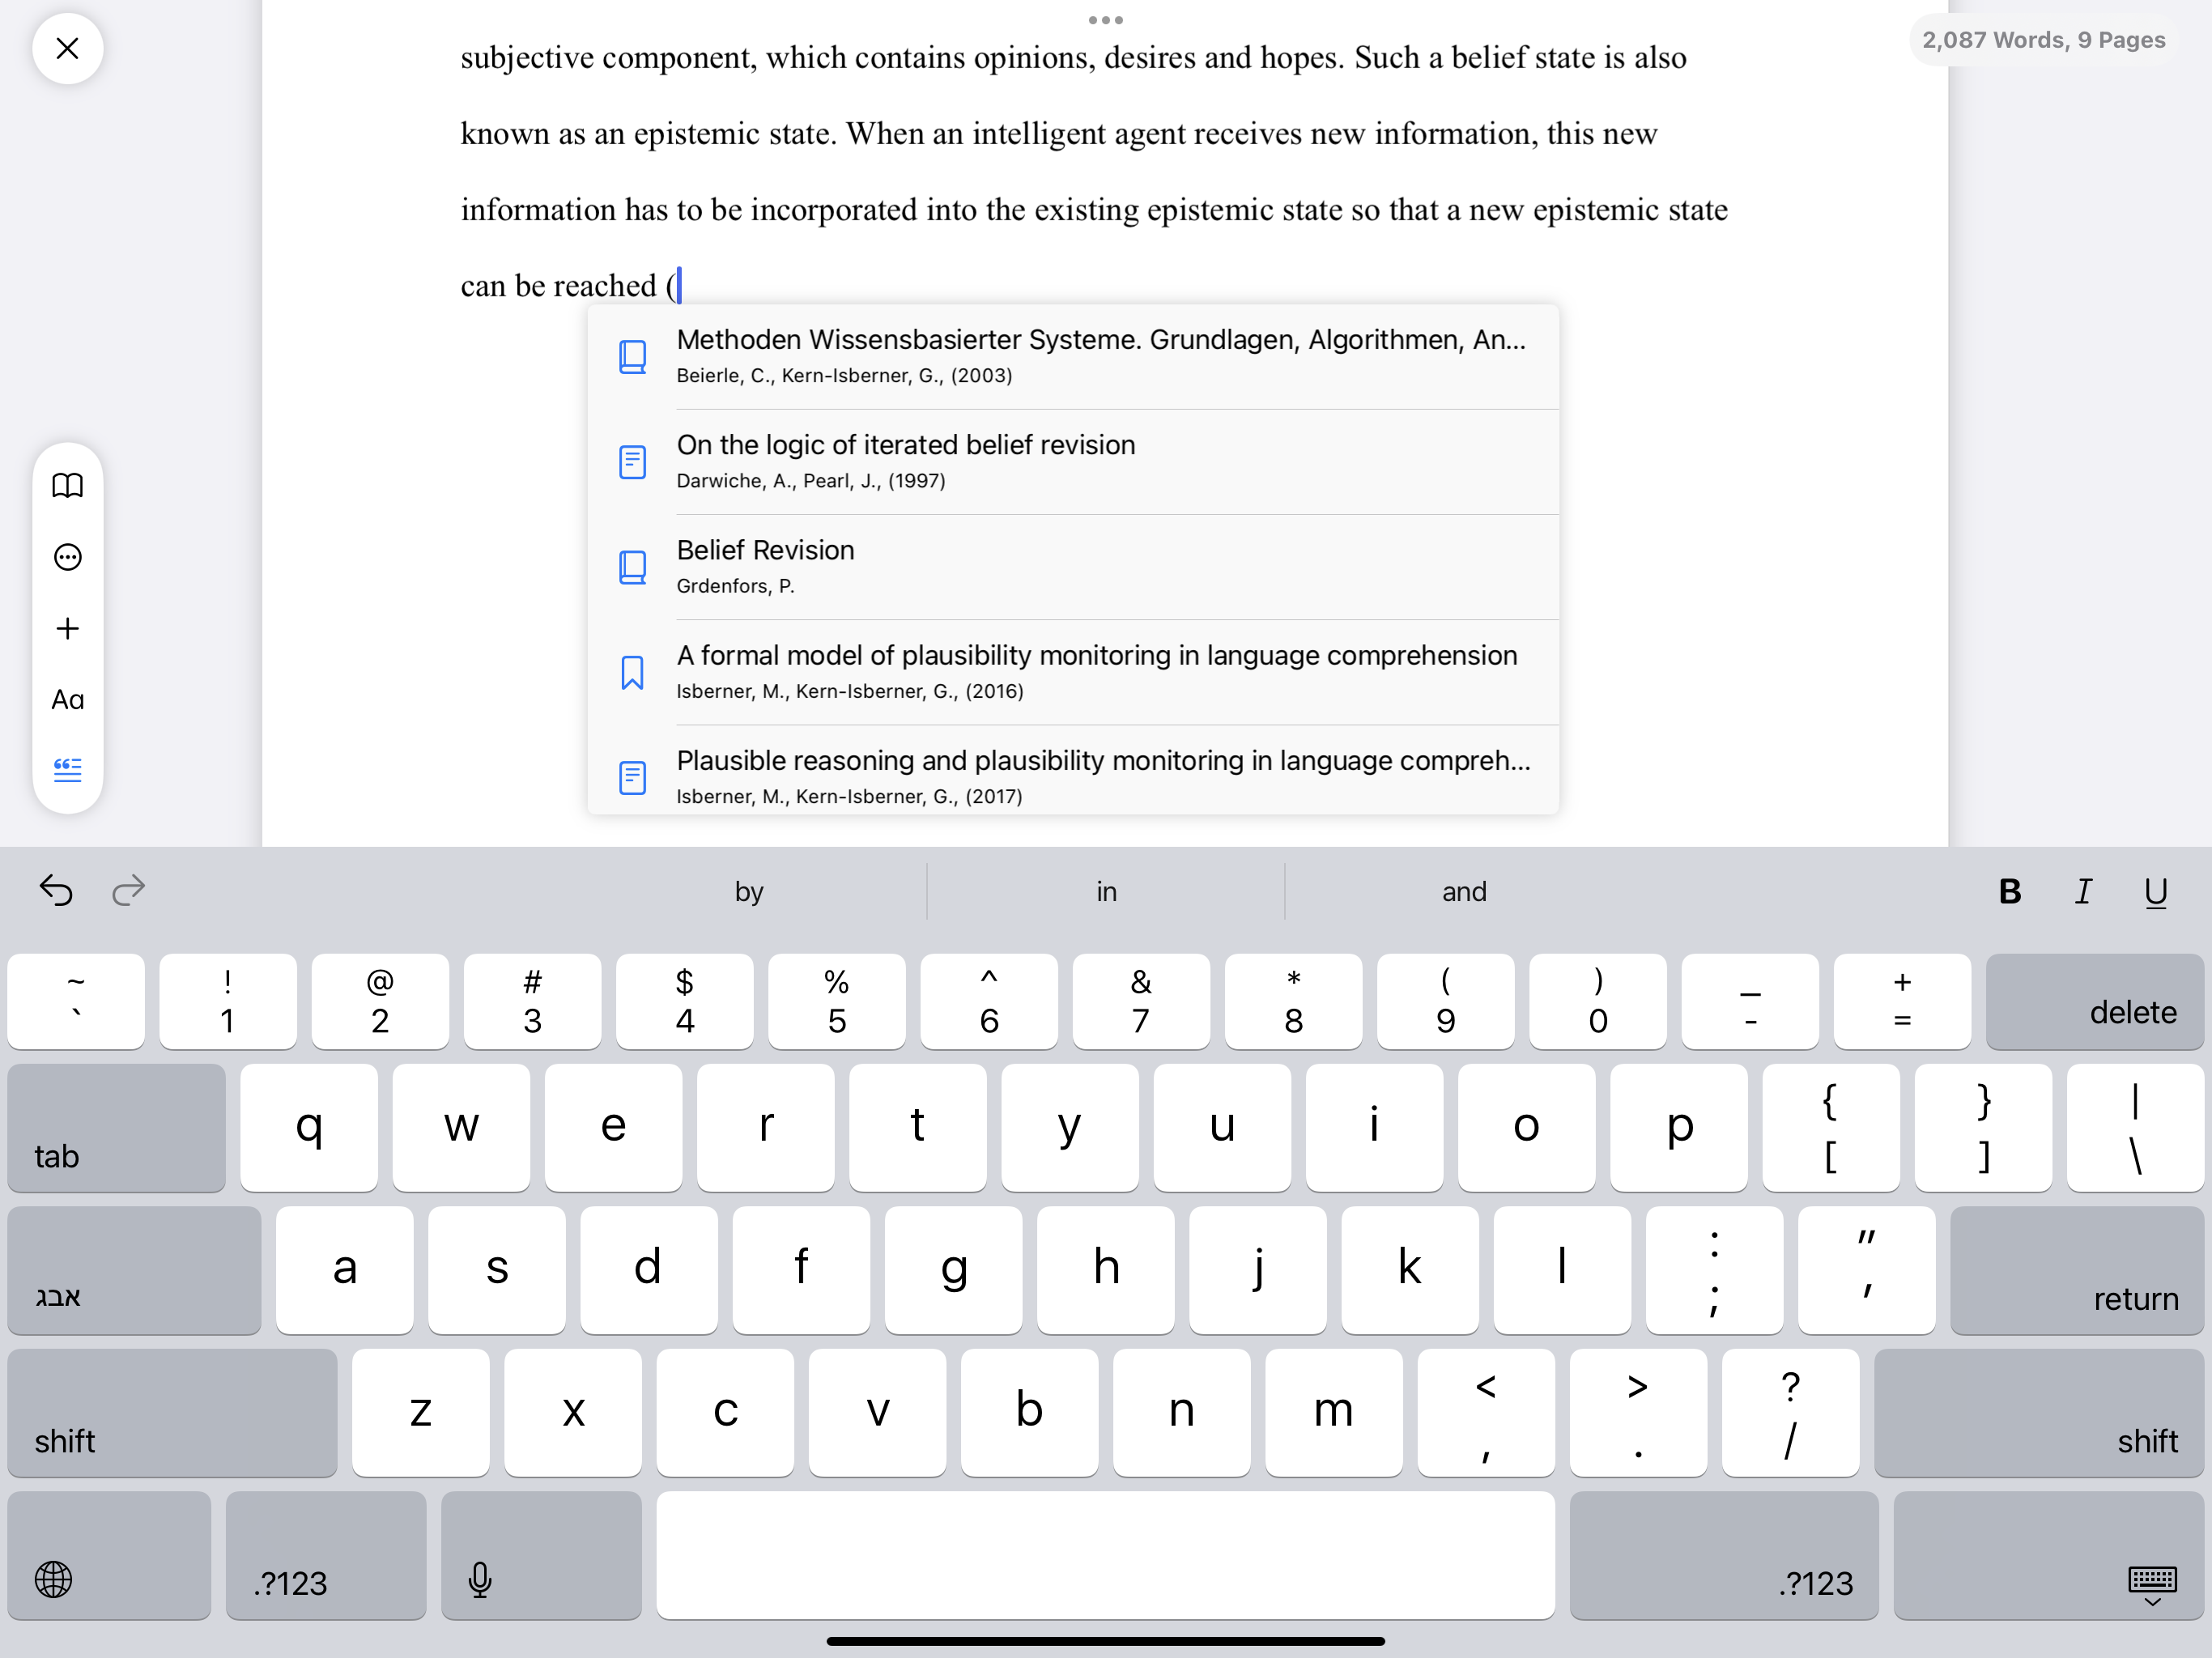 2,087 Words, 9 Pages
subjective component, which contains opinions, desires and hopes. Such a belief state is also
known as an epistemic state. When an intelligent agent receives new information, this new
information has to be incorporated into the existing epistemic state so that a new epistemic state
can be reached (
Methoden Wissensbasierter Systeme. Grundlagen, Algorithmen, An...
Beierle, C., Kern-Isberner, G., (2003)
On the logic of iterated belief revision
Darwiche, A., Pearl, J., (1997)
Belief Revision
Grdenfors, P.
A formal model of plausibility monitoring in language comprehension
Isberner, M., Kern-Isberner, G., (2016)
Plausible reasoning and plausibility monitoring in language compreh...
Isberner, M., Kern-Isberner, G., (2017)
Aa
by in and B I U
~ ! @ # $ % ^ & * ( ) _ +
` 1 2 3 4 5 6 7 8 9 0 - = delete
tab q w e r t y u i o p { [ } ] | \
אבג a s d f g h j k l : ; " ' return
shift z x c v b n m < , > . ? / shift
.?123 .?123